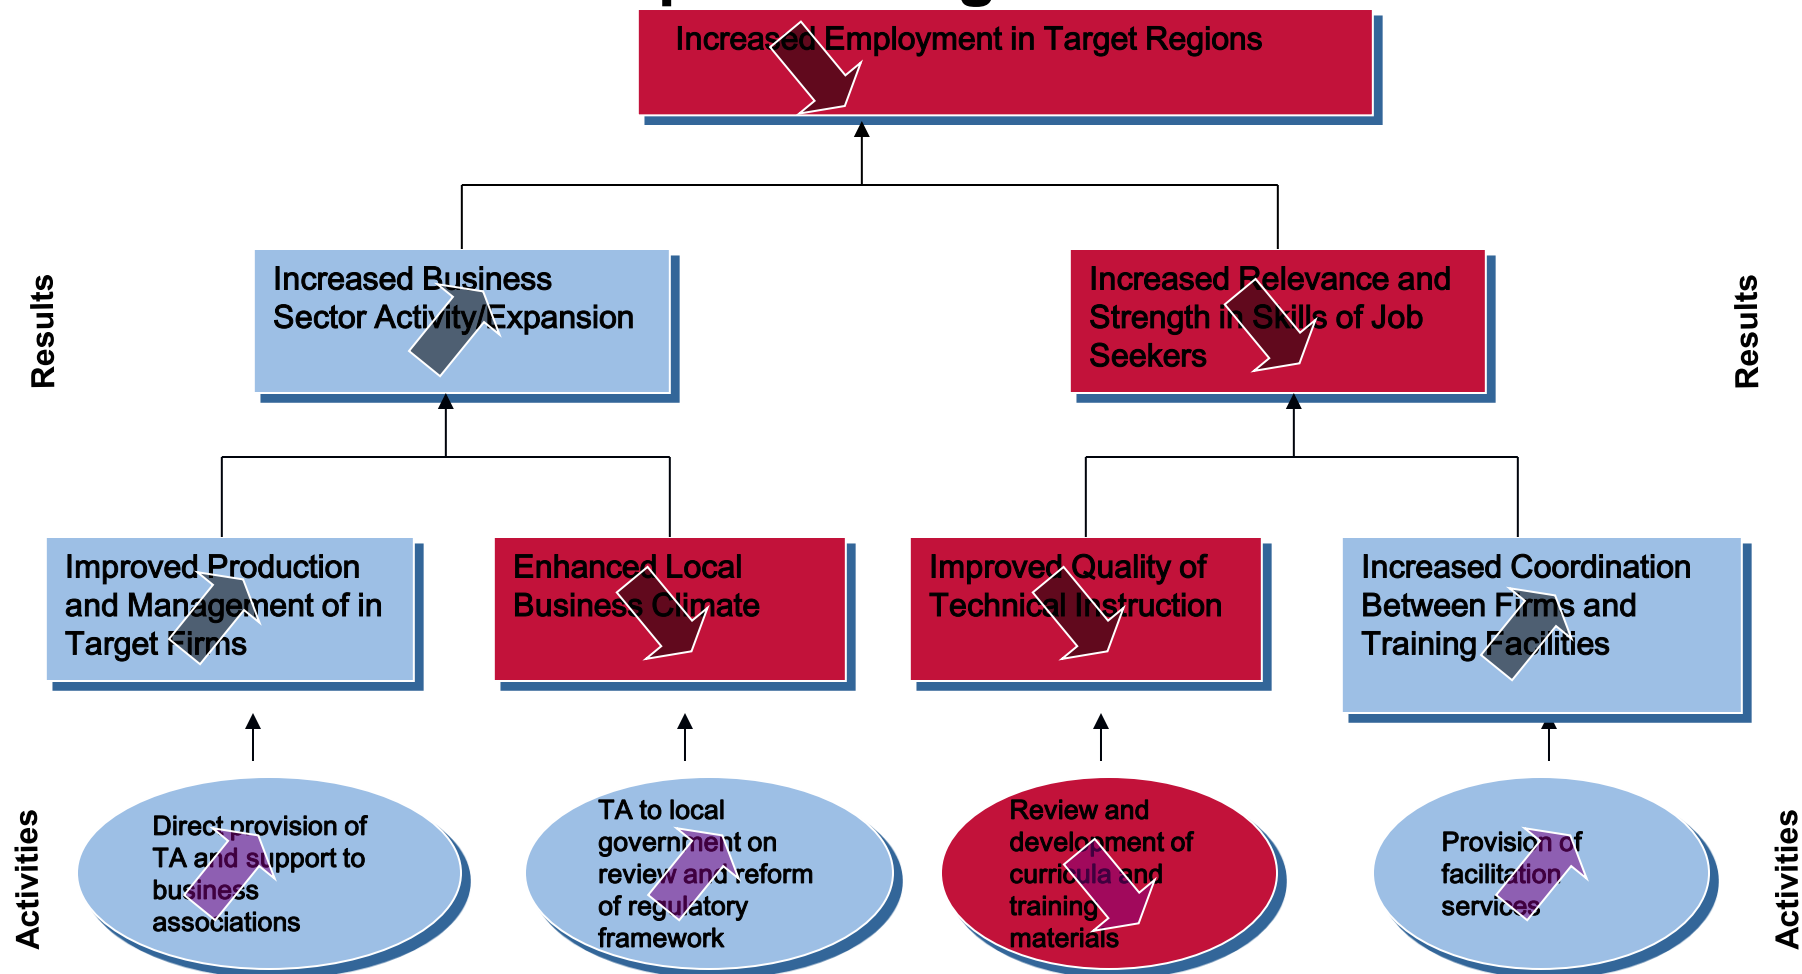 Increased Employment in Target Regions
Results
Increased Business
Sector Activity/Expansion
Increased Relevance and
Strength in Skills of Job
Seekers
Results
Improved Production
and Management of in
Target Firms
Enhanced Local
Business Climate
Improved Quality of
Technical Instruction
Increased Coordination
Between Firms and
Training Facilities
Activities
Direct provision of
TA and support to
business
associations
TA to local
government on
review and reform
of regulatory
framework
Review and
development of
curricula and
training
materials
Provision of
facilitation
services
Activities